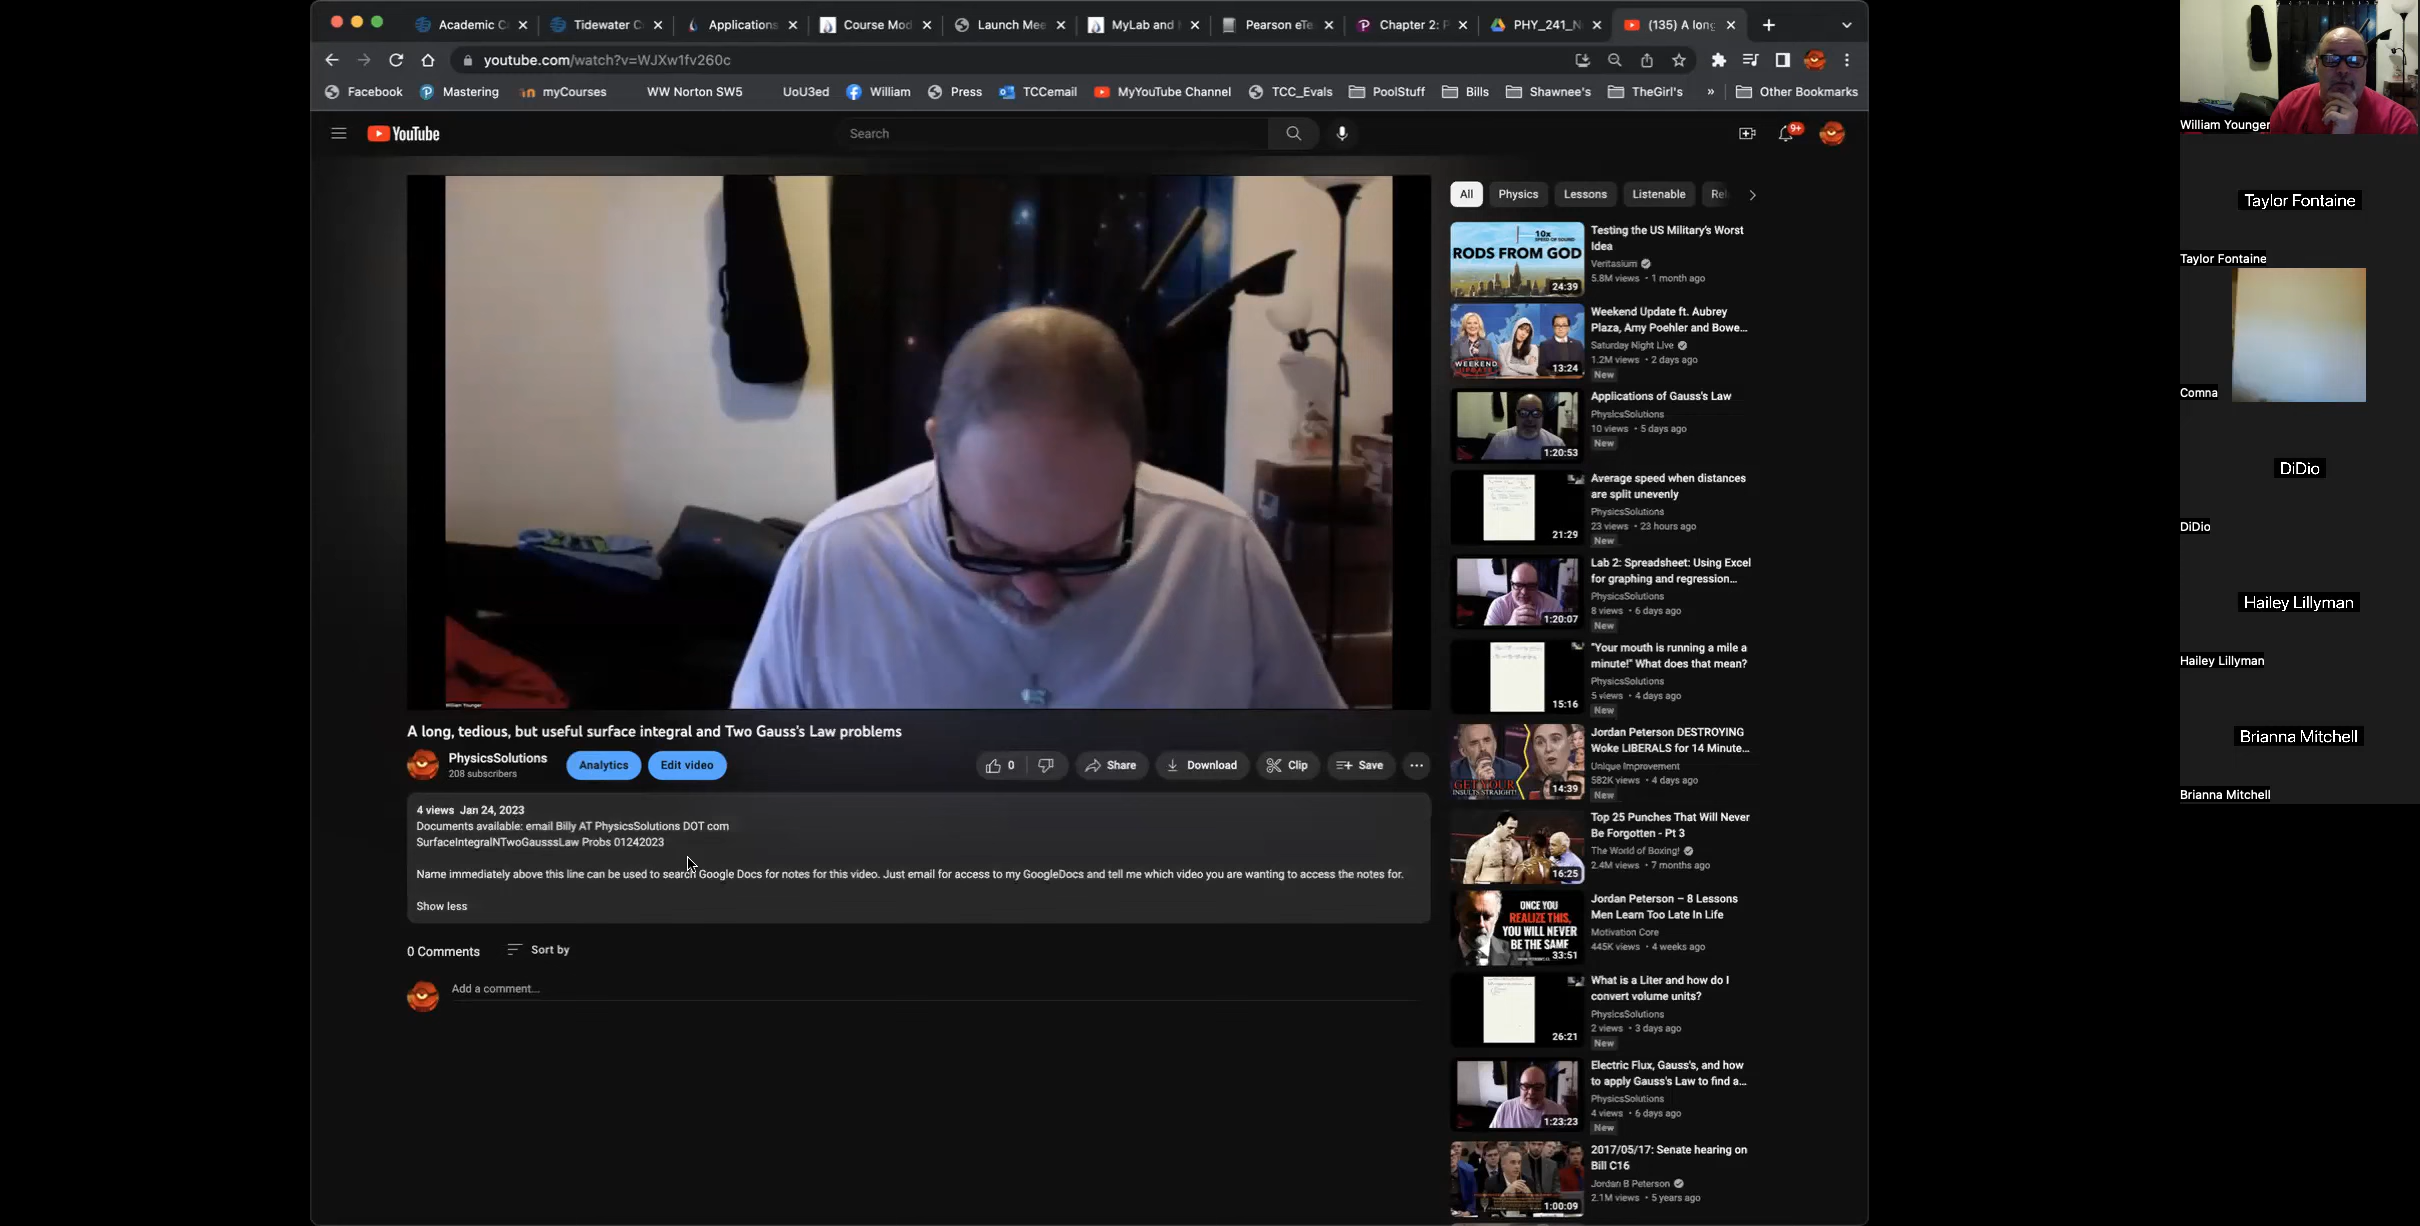 Academic C
Tidewater C
Applications
Course Mod
Launch Mee
MyLab and
Pearson eTe
Chapter 2: P
PHY_241_N
(135) A long
youtube.com/watch?v=WJXw1fv260c
Facebook
Mastering
myCourses
WW Norton SW5
UoU3ed
William
Press
TCCemail
MyYouTube Channel
TCC_Evals
PoolStuff
Bills
Shawnee's
TheGirl's
»
Other Bookmarks
YouTube
Search
9+
William Younger
A long, tedious, but useful surface integral and Two Gauss's Law problems
PhysicsSolutions
208 subscribers
Analytics
Edit video
0
Share
Download
Clip
Save
4 views Jan 24, 2023
Documents available: email Billy AT PhysicsSolutions DOT com
SurfaceIntegralNTwoGausssLaw Probs 01242023
Name immediately above this line can be used to search Google Docs for notes for this video. Just email for access to my GoogleDocs and tell me which video you are wanting to access the notes for.
Show less
0 Comments
Sort by
Add a comment...
All
Physics
Lessons
Listenable
Rel
10x
SPEED OF SOUND
RODS FROM GOD
24:39
Testing the US Military's Worst
Idea
Veritasium
5.8M views • 1 month ago
WEEKEND
UPDATE
13:24
Weekend Update ft. Aubrey
Plaza, Amy Poehler and Bowe...
Saturday Night Live
1.2M views • 2 days ago
New
1:20:53
Applications of Gauss's Law
PhysicsSolutions
10 views • 5 days ago
New
21:29
Average speed when distances
are split unevenly
PhysicsSolutions
23 views • 23 hours ago
New
1:20:07
Lab 2: Spreadsheet: Using Excel
for graphing and regression...
PhysicsSolutions
8 views • 6 days ago
New
15:16
"Your mouth is running a mile a
minute!" What does that mean?
PhysicsSolutions
5 views • 4 days ago
New
GET YOUR
INSULTS STRAIGHT!
14:39
Jordan Peterson DESTROYING
Woke LIBERALS for 14 Minute...
Unique Improvement
582K views • 4 days ago
New
16:25
Top 25 Punches That Will Never
Be Forgotten - Pt 3
The World of Boxing!
2.4M views • 7 months ago
ONCE YOU
REALIZE THIS,
YOU WILL NEVER
BE THE SAME
33:51
Jordan Peterson – 8 Lessons
Men Learn Too Late In Life
Motivation Core
445K views • 4 weeks ago
26:21
What is a Liter and how do I
convert volume units?
PhysicsSolutions
2 views • 3 days ago
New
1:23:23
Electric Flux, Gauss's, and how
to apply Gauss's Law to find a...
PhysicsSolutions
4 views • 6 days ago
New
1:00:09
2017/05/17: Senate hearing on
Bill C16
Jordan B Peterson
2.1M views • 5 years ago
William Younger
Taylor Fontaine
Taylor Fontaine
Comna
DiDio
DiDio
Hailey Lillyman
Hailey Lillyman
Brianna Mitchell
Brianna Mitchell